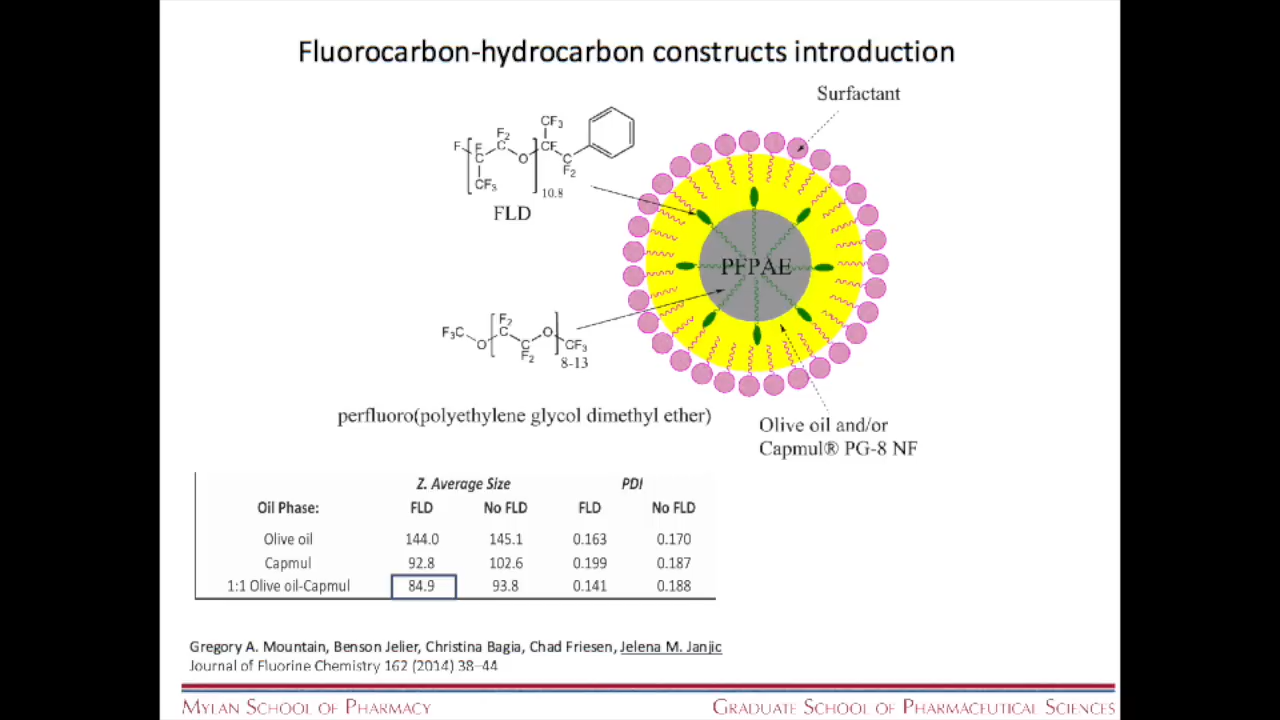 Fluorocarbon-hydrocarbon constructs introduction
Surfactant
F
F
F2
C
C
O
CF3
10.8
CF3
CF
C
F2
FLD
PFPAE
F3C
O
F2
C
C
F2
O
CF3
8-13
perfluoro(polyethylene glycol dimethyl ether)
Olive oil and/or
Capmul® PG-8 NF
Z. Average Size PDI
Oil Phase: FLD No FLD FLD No FLD
Olive oil 144.0 145.1 0.163 0.170
Capmul 92.8 102.6 0.199 0.187
1:1 Olive oil-Capmul 84.9 93.8 0.141 0.188
Gregory A. Mountain, Benson Jelier, Christina Bagia, Chad Friesen, Jelena M. Janjic
Journal of Fluorine Chemistry 162 (2014) 38–44
MYLAN SCHOOL OF PHARMACY GRADUATE SCHOOL OF PHARMACEUTICAL SCIENCES